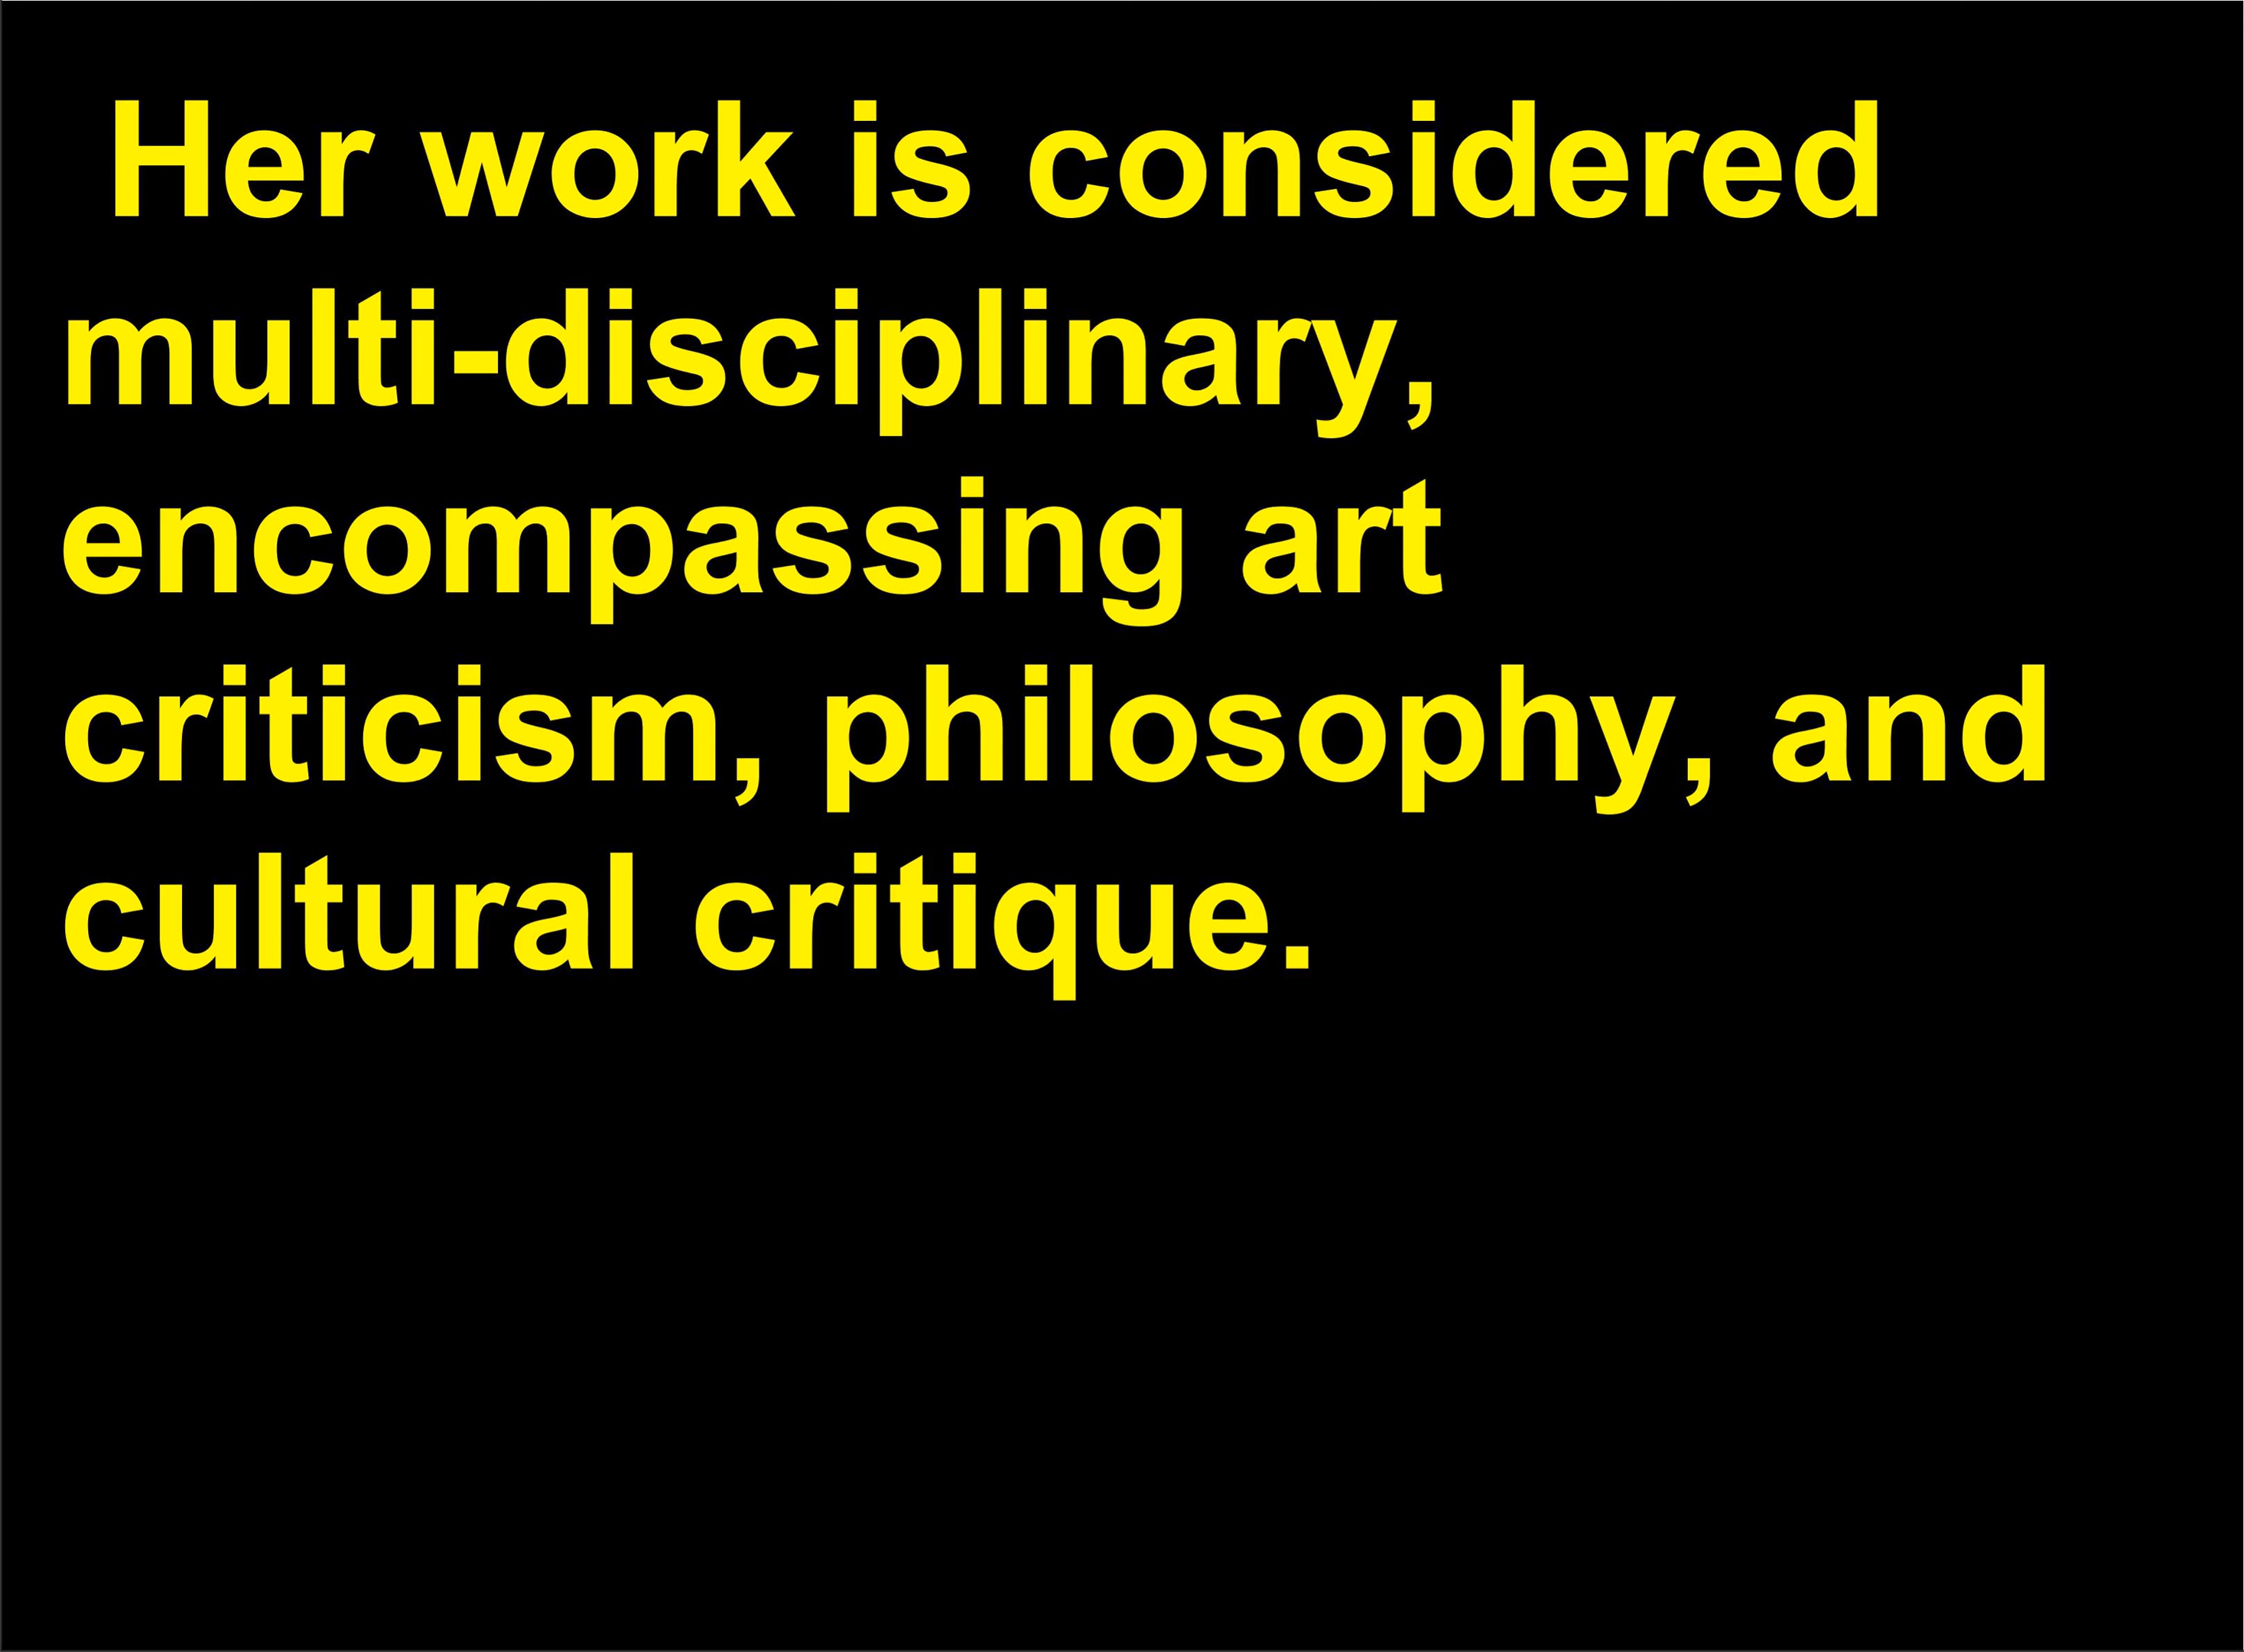 Her work is considered
multi-disciplinary,
encompassing art
criticism, philosophy, and
cultural critique.